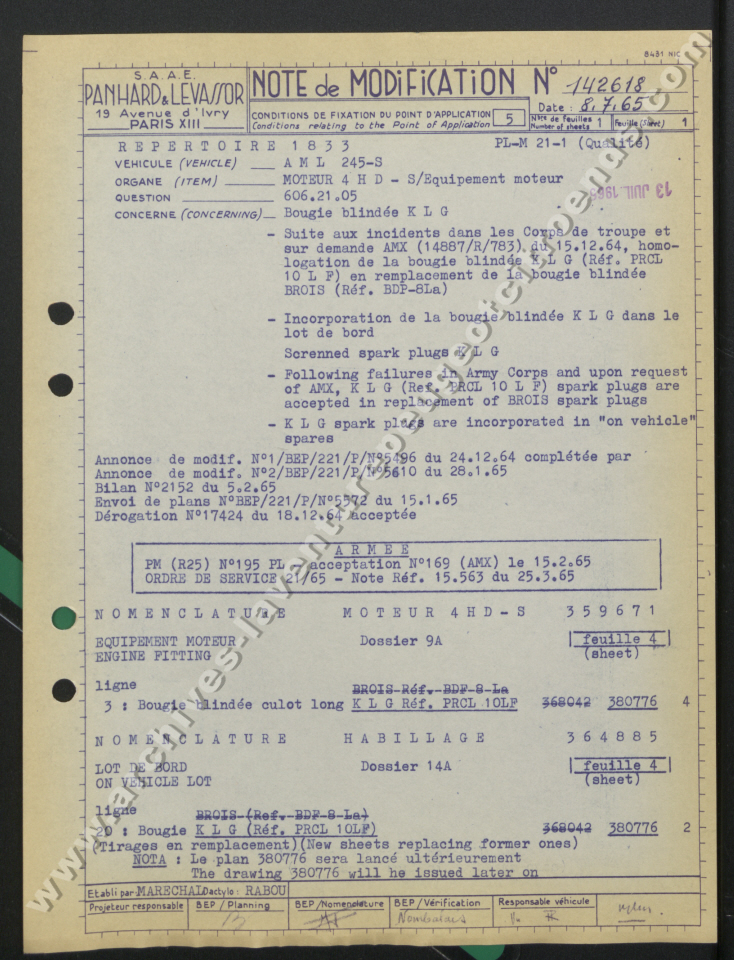 8431 NIC
S.A.A.E.
PANHARD & LEVASSOR
19 Avenue d'Ivry
PARIS XIII
NOTE de MODiFiCATiON N° 142618
Date : 8.7.65
CONDITIONS DE FIXATION DU POINT D'APPLICATION
Conditions relating to the Point of Application
5
Nbre de feuilles 1
Number of sheets
Feuille (Sheet) 1
REPERTOIRE 1833 PL-M 21-1 (Qualité)
VÉHICULE (VEHICLE) AML 245-S
ORGANE (ITEM) MOTEUR 4 H D - S/Equipement moteur
13 JUIL. 1965
QUESTION 606.21.05
CONCERNE (CONCERNING) Bougie blindée K L G
- Suite aux incidents dans les Corps de troupe et
sur demande AMX (14887/R/783) du 15.12.64, homo-
logation de la bougie blindée K L G (Réf. PRCL
10 L F) en remplacement de la bougie blindée
BROIS (Réf. BDP-8La)
- Incorporation de la bougie blindée K L G dans le
lot de bord
Screnned spark plugs K L G
- Following failures in Army Corps and upon request
of AMX, K L G (Ref. PRCL 10 L F) spark plugs are
accepted in replacement of BROIS spark plugs
- K L G spark plugs are incorporated in "on vehicle"
spares
Annonce de modif. N°1/BEP/221/P/N°5496 du 24.12.64 complétée par
Annonce de modif. N°2/BEP/221/P/N°5610 du 28.1.65
Bilan N°2152 du 5.2.65
Envoi de plans N°BEP/221/P/N°5572 du 15.1.65
Dérogation N°17424 du 18.12.64 acceptée
ARMEE
PM (R25) N°195 PL - acceptation N°169 (AMX) le 15.2.65
ORDRE DE SERVICE 21/65 - Note Réf. 15.563 du 25.3.65
NOMENCLATURE MOTEUR 4HD-S 359671
EQUIPEMENT MOTEUR Dossier 9A feuille 4
ENGINE FITTING (sheet)
ligne BROIS Réf. BDP-8-La
3 : Bougie blindée culot long K L G Réf. PRCL 10LF 368042 380776 4
NOMENCLATURE HABILLAGE 364885
LOT DE BORD Dossier 14A feuille 4
ON VEHICLE LOT (sheet)
ligne BROIS (Ref. BDP-8-La)
20 : Bougie K L G (Réf. PRCL 10LF) 368042 380776 2
(Tirages en remplacement)(New sheets replacing former ones)
NOTA : Le plan 380776 sera lancé ultérieurement
The drawing 380776 will he issued later on
Etabli par MARECHAL Dactylo : RABOU
Projeteur responsable BEP / Planning BEP / Nomenclature BEP / Vérification Responsable véhicule
www.archives-laventurepeugeotcitroends.com